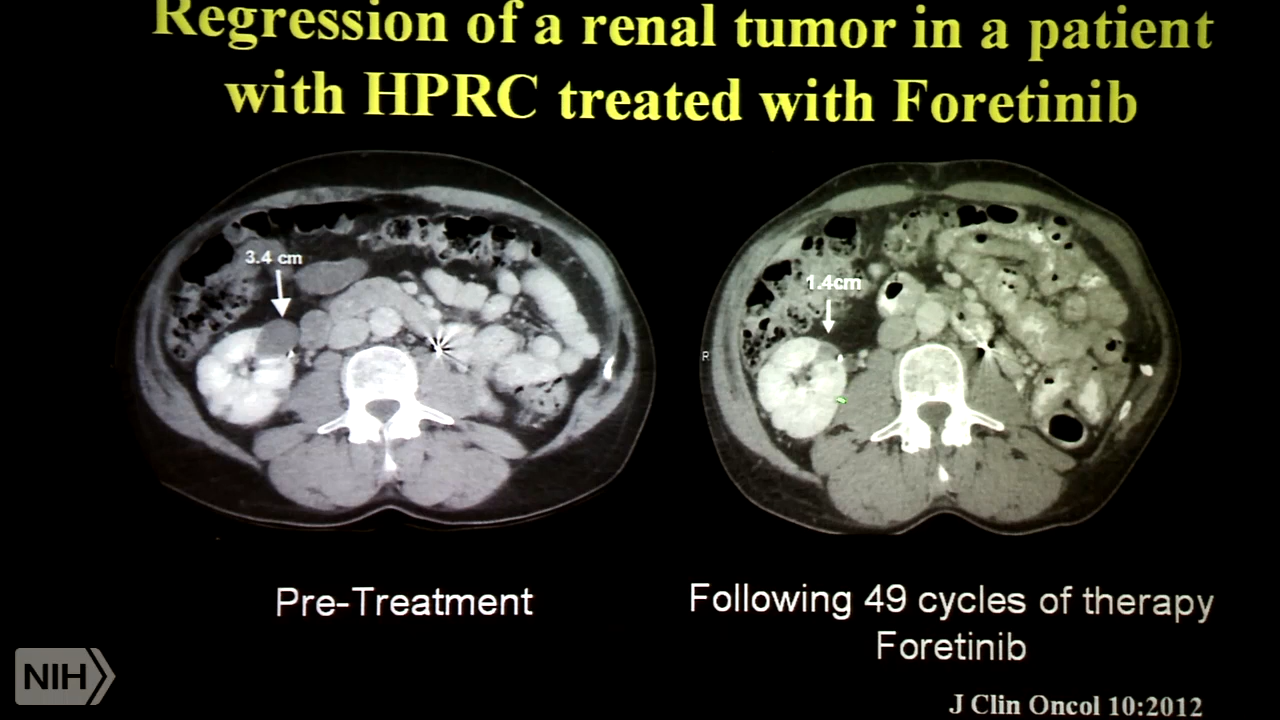 Regression of a renal tumor in a patient
with HPRC treated with Foretinib
3.4 cm
1.4cm
R
Pre-Treatment
Following 49 cycles of therapy
Foretinib
NIH
J Clin Oncol 10:2012